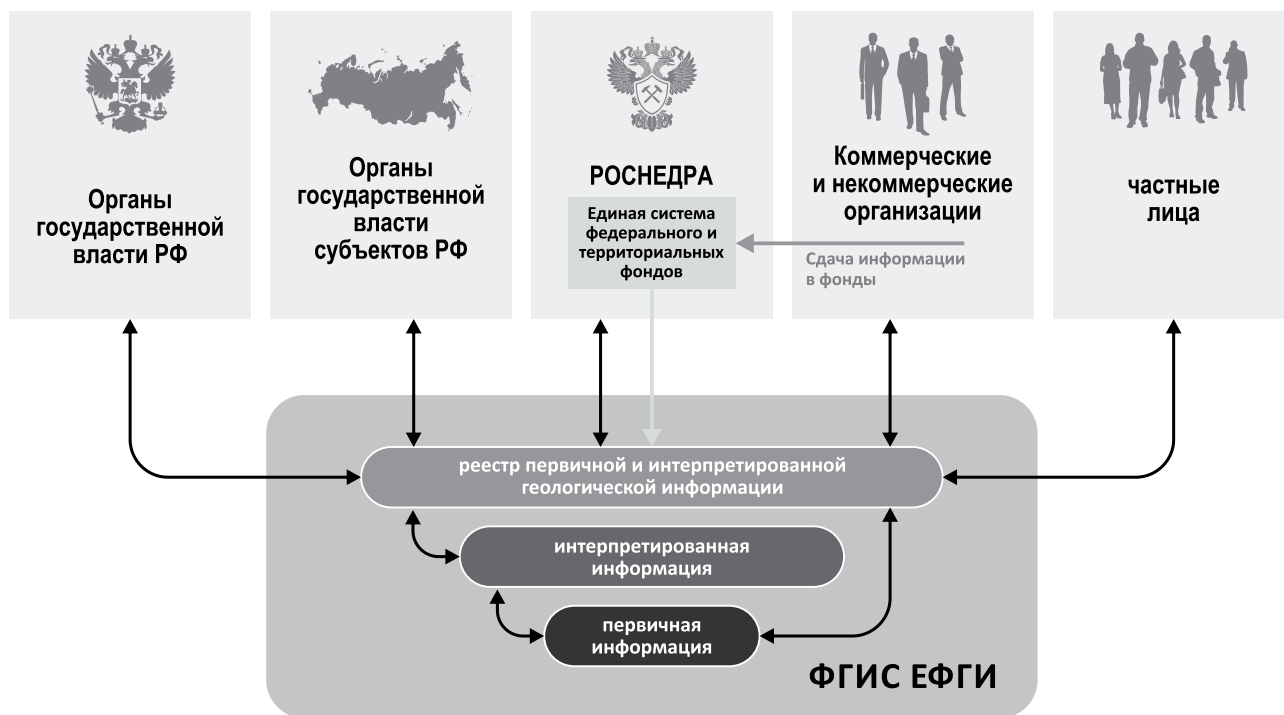 Органы
государственной
власти РФ
Органы
государственной
власти
субъектов РФ
РОСНЕДРА
Единая система
федерального и
территориальных
фондов
Коммерческие
и некоммерческие
организации
Сдача информации
в фонды
частные
лица
реестр первичной и интерпретированной
геологической информации
интерпретированная
информация
первичная
информация
ФГИС ЕФГИ